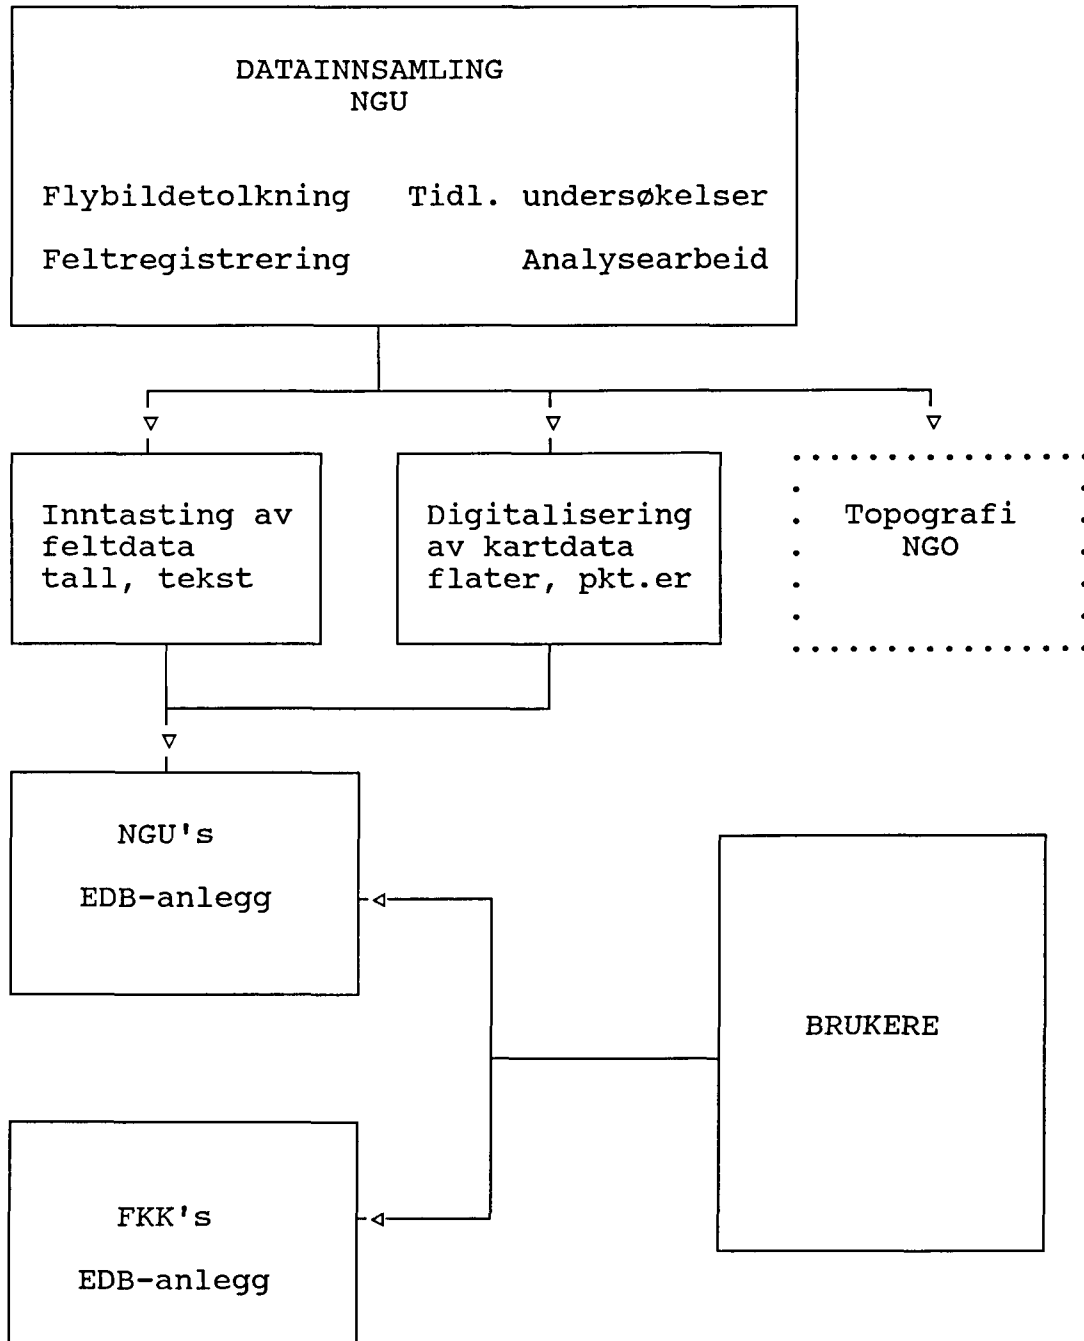 DATAINNSAMLING
NGU
Flybildetolkning Tidl. undersøkelser
Feltregistrering Analysearbeid
Inntasting av
feltdata
tall, tekst
Digitalisering
av kartdata
flater, pkt.er
Topografi
NGO
NGU's
EDB-anlegg
BRUKERE
FKK's
EDB-anlegg